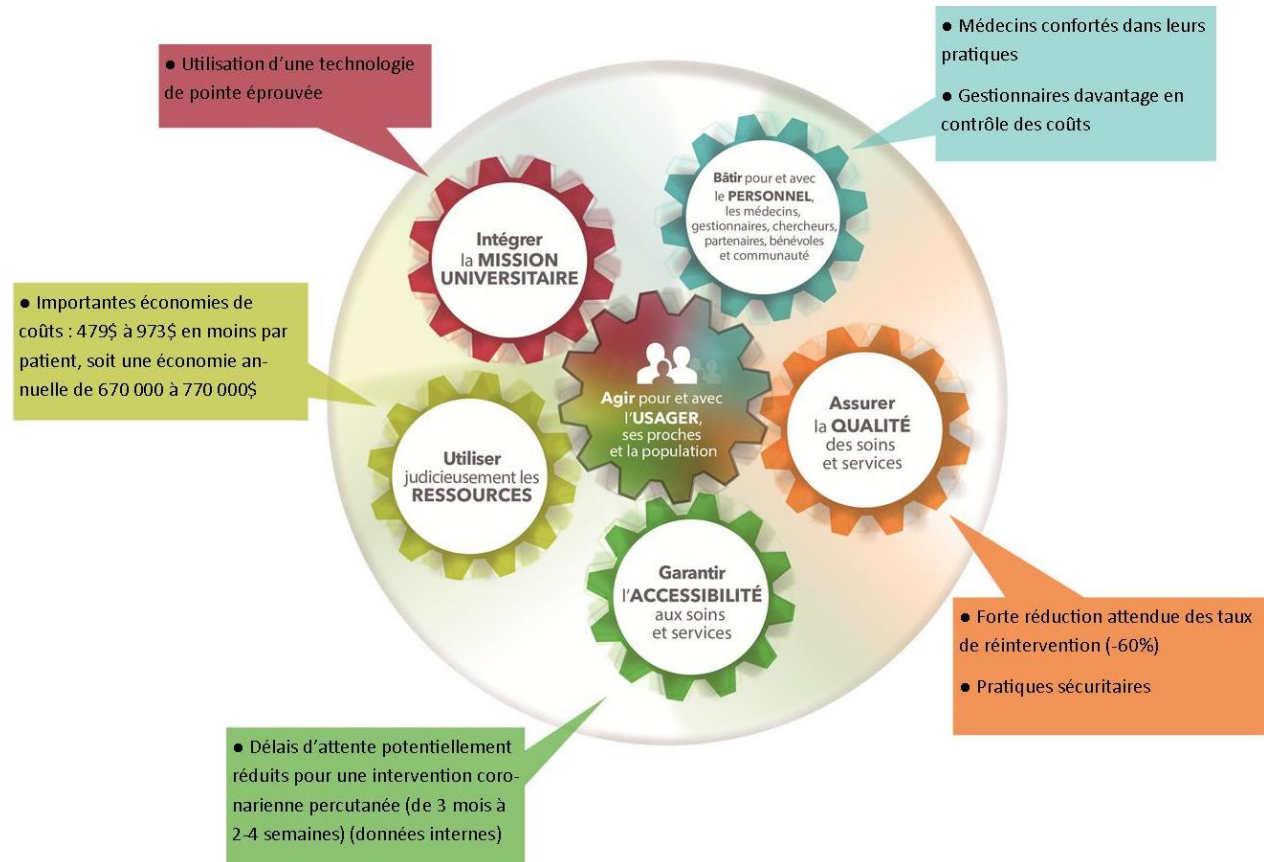 ● Utilisation d'une technologie
de pointe éprouvée
● Médecins confortés dans leurs
pratiques
● Gestionnaires davantage en
contrôle des coûts
Intégrer
la MISSION
UNIVERSITAIRE
Bâtir pour et avec
le PERSONNEL,
les médecins,
gestionnaires, chercheurs,
partenaires, bénévoles
et communauté
● Importantes économies de
coûts : 479$ à 973$ en moins par
patient, soit une économie an-
nuelle de 670 000 à 770 000$
Agir pour et avec
l'USAGER,
ses proches
et la population
Assurer
la QUALITÉ
des soins
et services
Utiliser
judicieusement les
RESSOURCES
Garantir
l'ACCESSIBILITÉ
aux soins
et services
● Forte réduction attendue des taux
de réintervention (-60%)
● Pratiques sécuritaires
● Délais d'attente potentiellement
réduits pour une intervention coro-
narienne percutanée (de 3 mois à
2-4 semaines) (données internes)